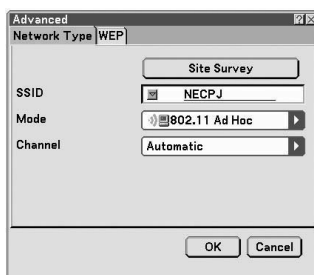 Advanced
Network Type WEP
Site Survey
SSID NECPJ
Mode 802.11 Ad Hoc
Channel Automatic
OK Cancel